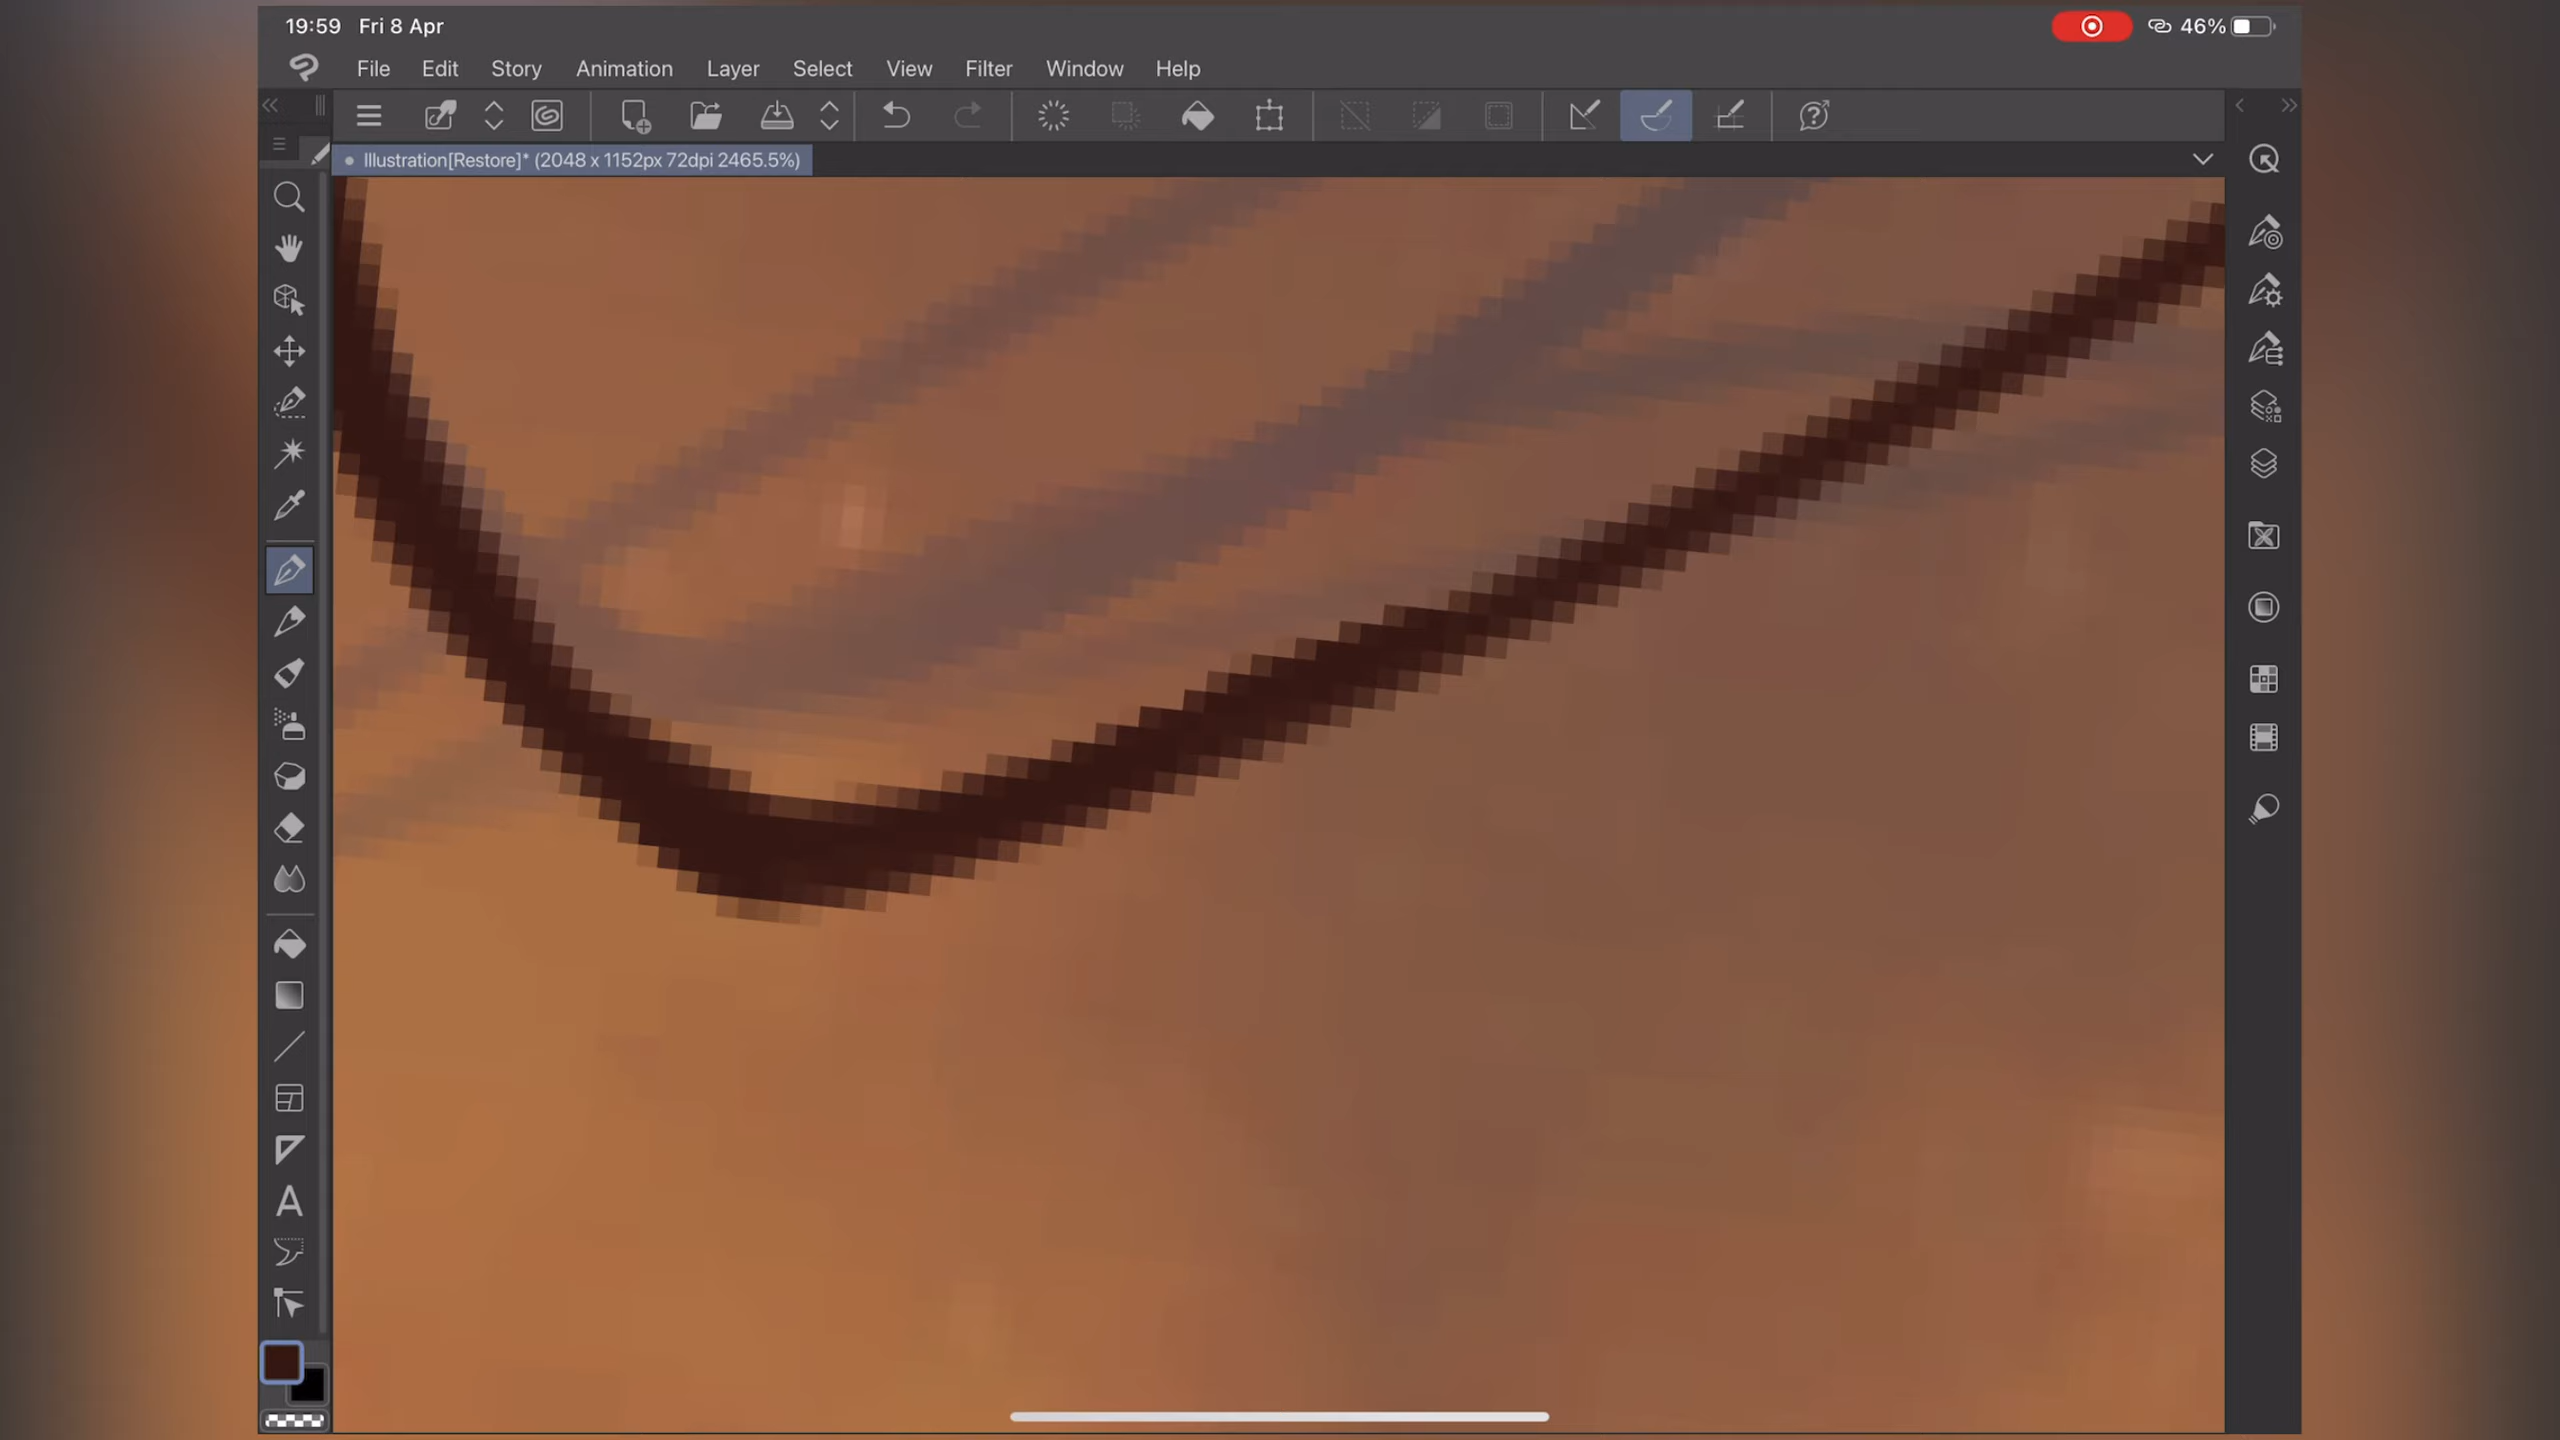 19:59 Fri 8 Apr 46%
File Edit Story Animation Layer Select View Filter Window Help
Illustration[Restore]* (2048 x 1152px 72dpi 2465.5%)